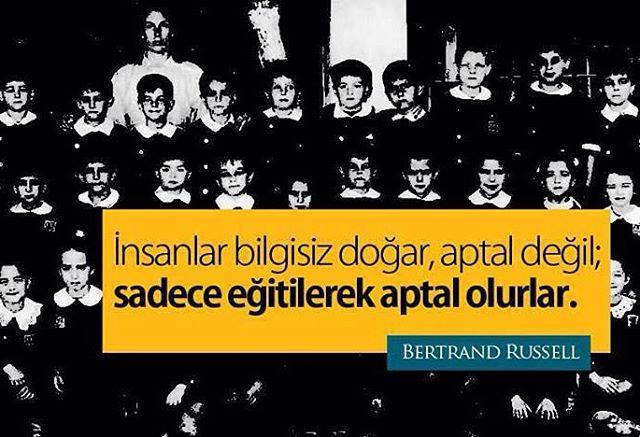 İnsanlar bilgisiz doğar, aptal değil;
sadece eğitilerek aptal olurlar.
BERTRAND RUSSELL